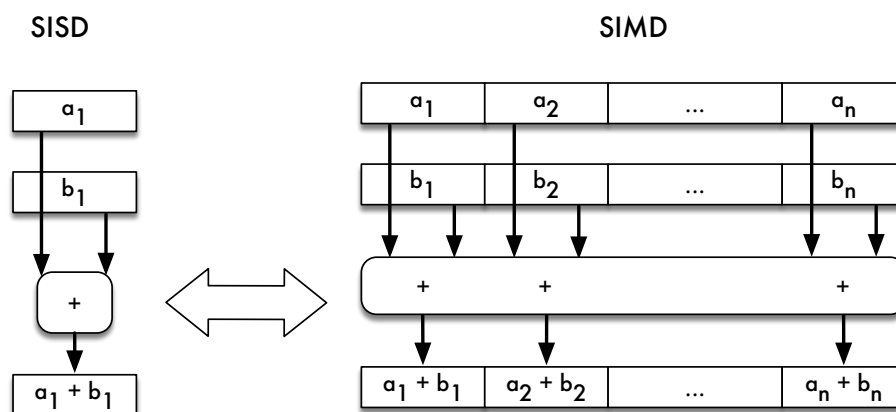 SISD
SIMD
a₁
b₁
+
a₁ + b₁
a₁ a₂ ... aₙ
b₁ b₂ ... bₙ
+ + +
a₁ + b₁ a₂ + b₂ ... aₙ + bₙ